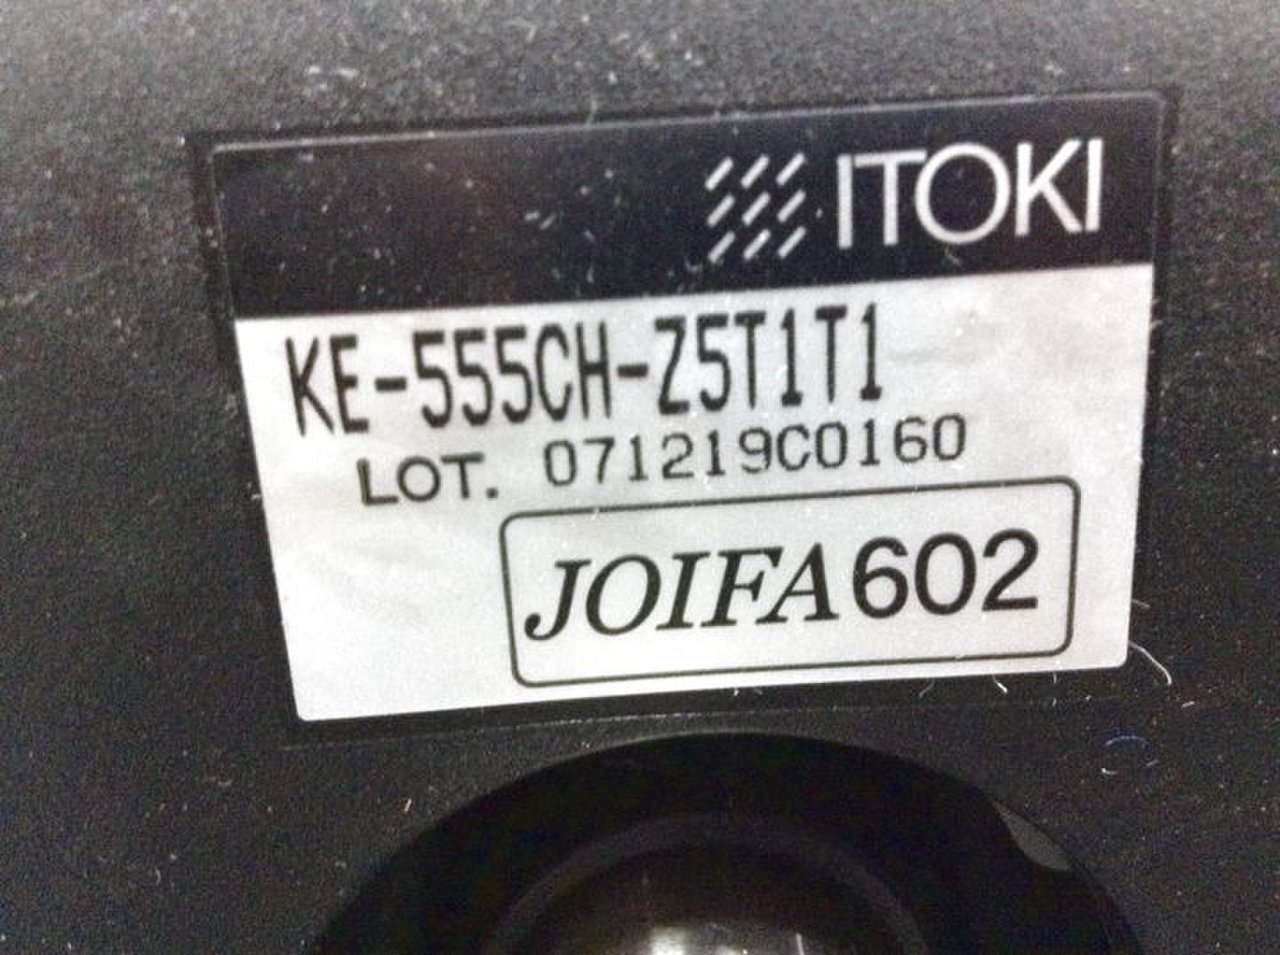 ITOKI
KE-555CH-Z5T1T1
LOT. 071219C0160
JOIFA602